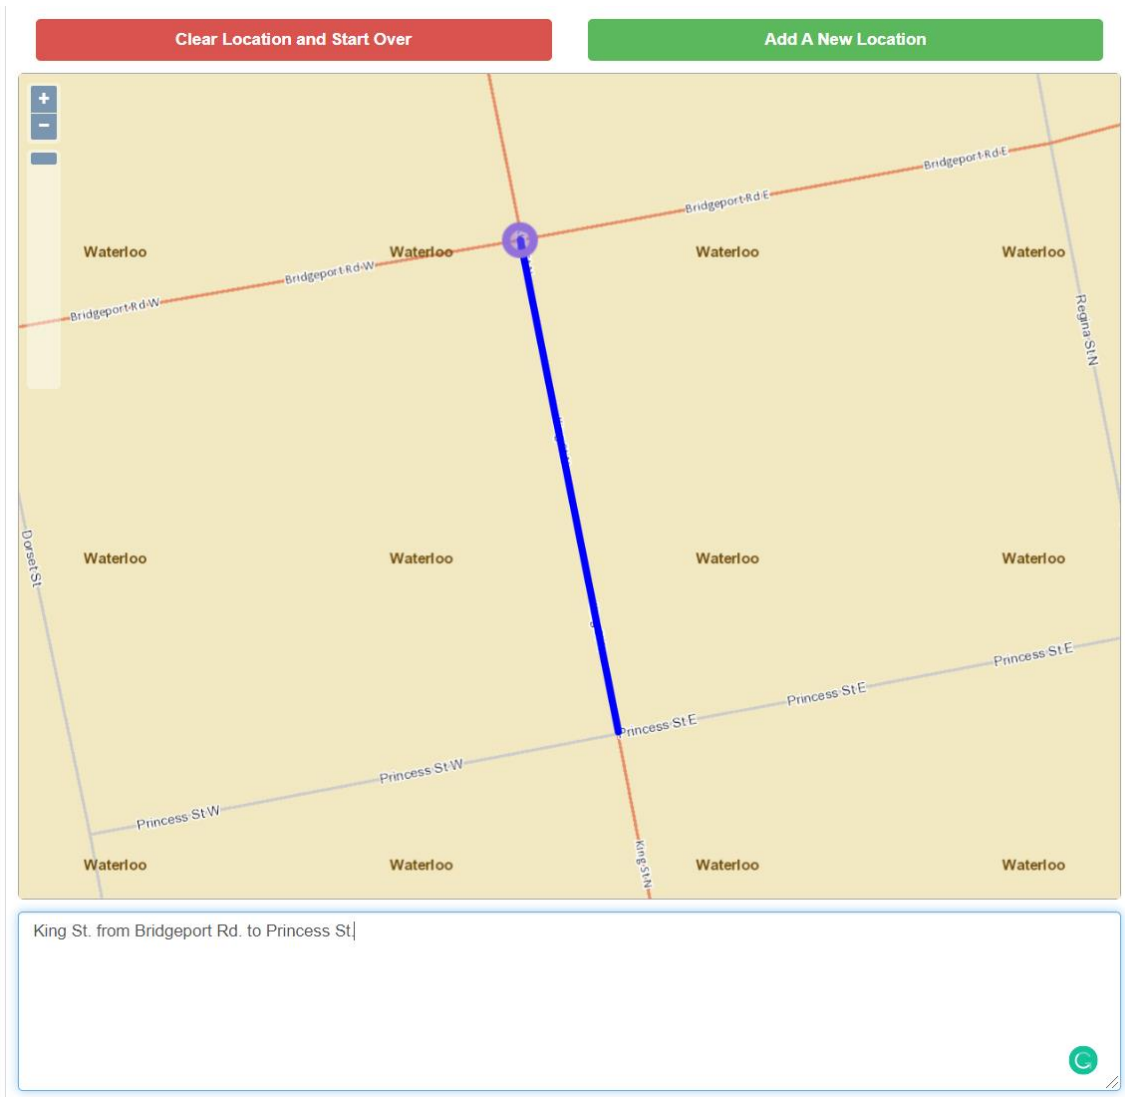 Clear Location and Start Over
Add A New Location
+
−
Bridgeport Rd E
Bridgeport Rd E
Waterloo
Waterloo
Waterloo
Waterloo
Bridgeport Rd W
Bridgeport Rd W
Regina St N
Dorset St
Waterloo
Waterloo
Waterloo
Waterloo
Princess St E
Princess St E
Princess St E
Princess St W
Princess St W
King St N
Waterloo
Waterloo
Waterloo
Waterloo
King St. from Bridgeport Rd. to Princess St.